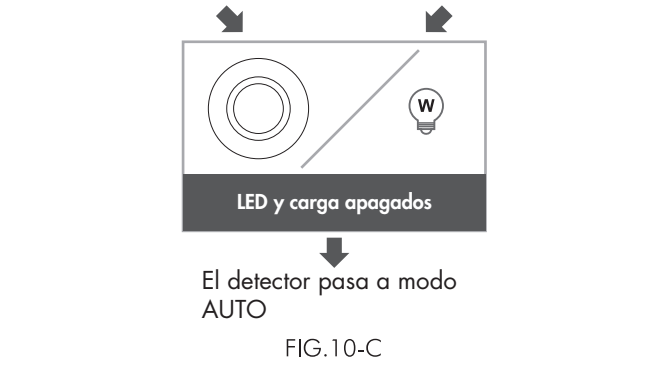 W
LED y carga apagados
El detector pasa a modo
AUTO
FIG.10-C